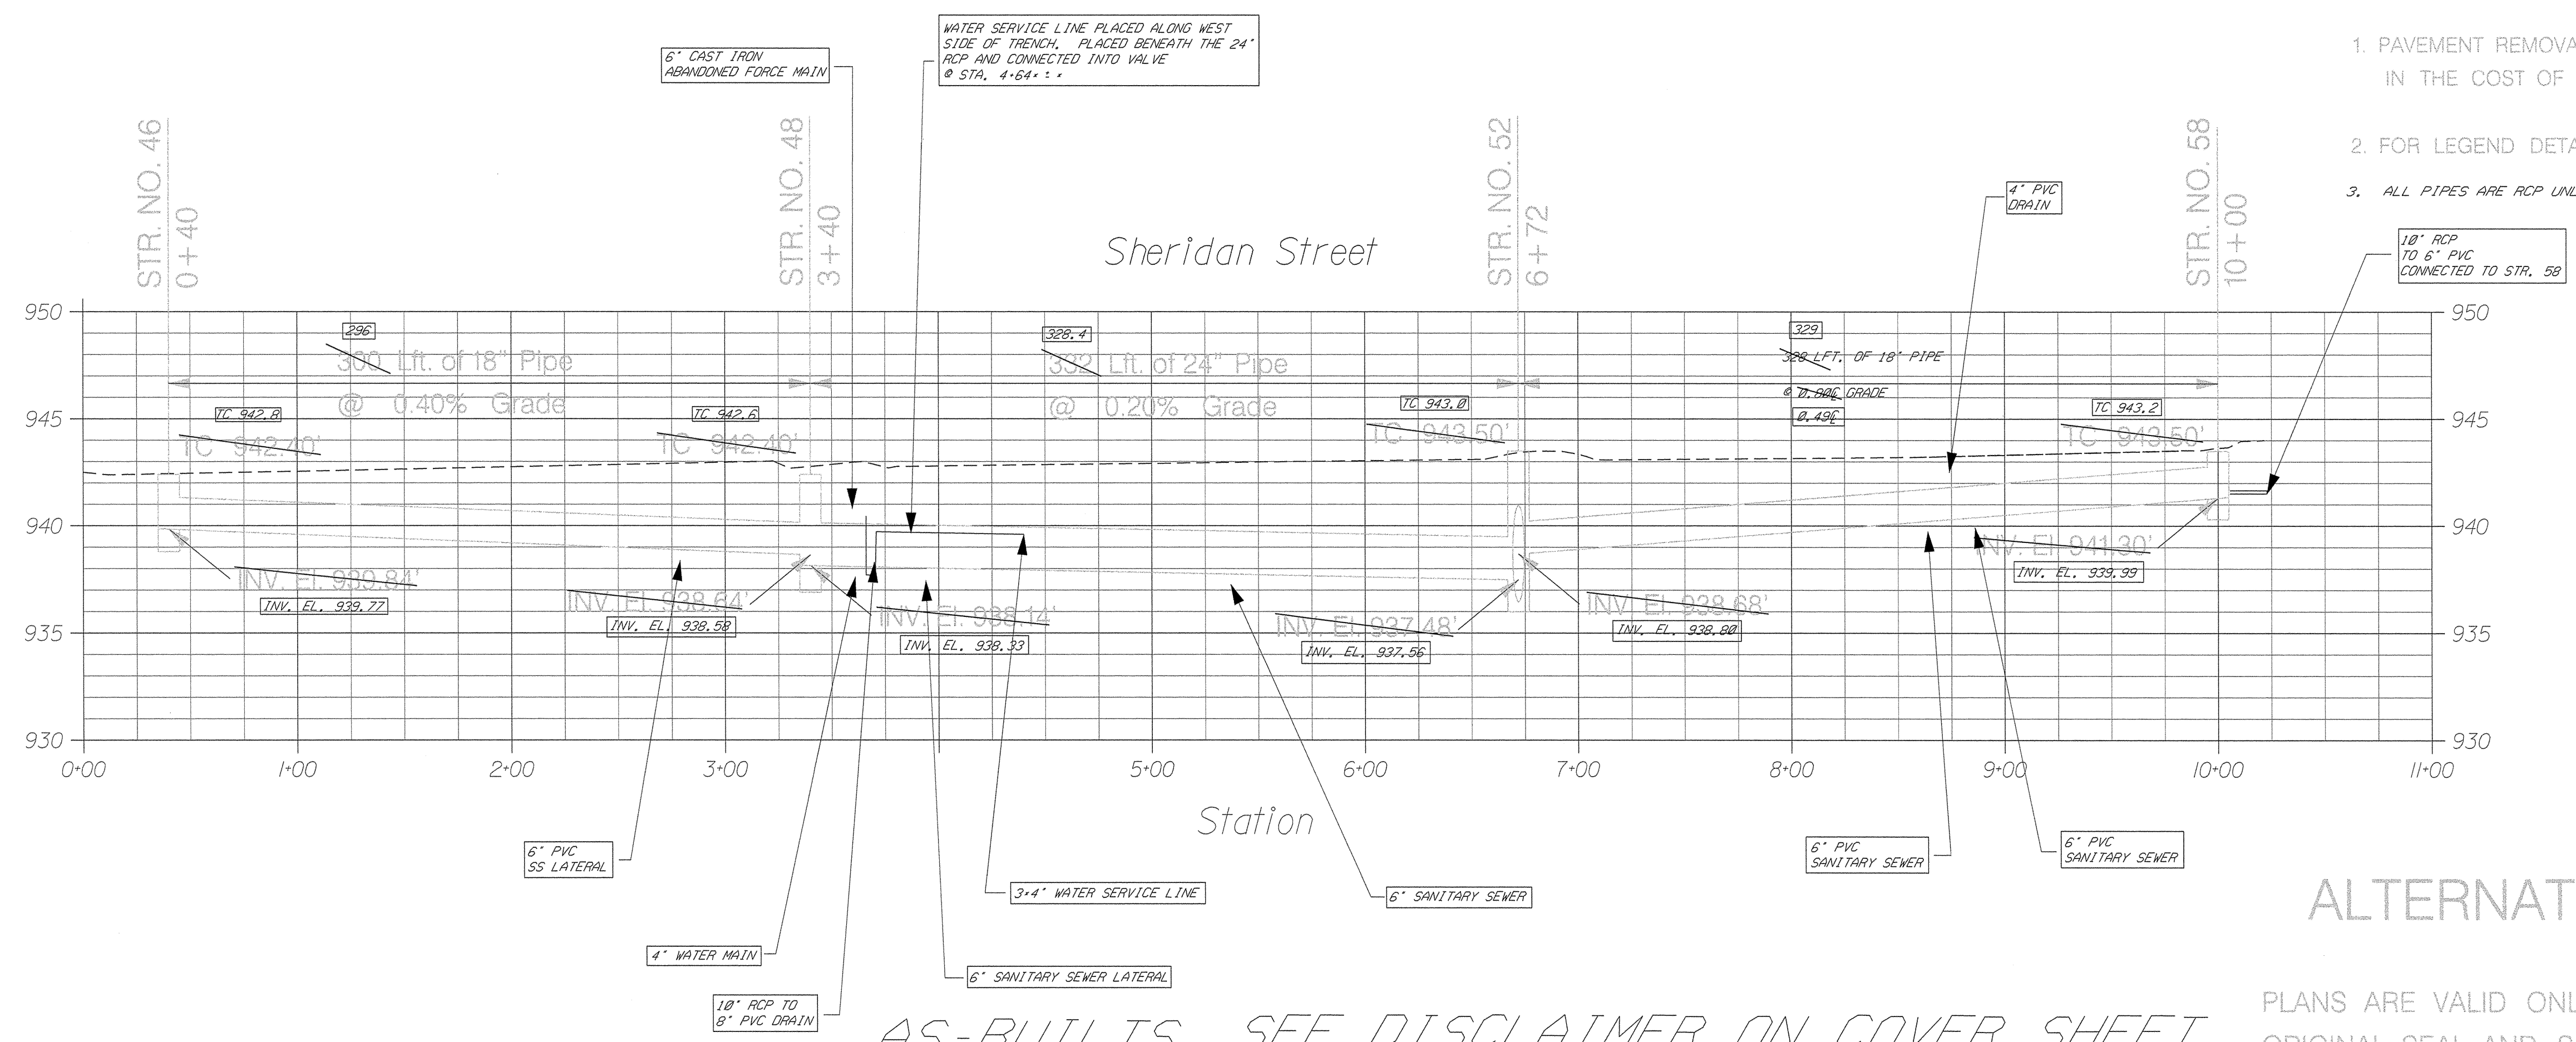 WATER SERVICE LINE PLACED ALONG WEST
SIDE OF TRENCH. PLACED BENEATH THE 24"
RCP AND CONNECTED INTO VALVE
@ STA. 4+64
6" CAST IRON
ABANDONED FORCE MAIN
1. PAVEMENT REMOVA
IN THE COST OF
2. FOR LEGEND DETA
3. ALL PIPES ARE RCP UNL
STR. NO. 46
0+40
STR. NO. 48
3+40
STR. NO. 52
6+72
STR. NO. 58
10+00
4" PVC
DRAIN
10" RCP
TO 6" PVC
CONNECTED TO STR. 58
Sheridan Street
950
950
296
300 Lft. of 18" Pipe
@ 0.40% Grade
328.4
332 Lft. of 24" Pipe
@ 0.20% Grade
329
328 LFT. OF 18" PIPE
@ 0.80% GRADE
0.49%
TC 942.8
TC 942.40'
TC 942.6
TC 942.40'
TC 943.0
TC 943.50'
TC 943.2
TC 943.50'
945
945
940
940
INV. El. 939.84'
INV. EL. 939.77
INV. El. 938.64'
INV. EL. 938.58
INV. El. 938.14'
INV. EL. 938.33
INV. El. 937.48'
INV. EL. 937.56
INV. El. 938.68'
INV. EL. 938.80
INV. El. 941.30'
INV. EL. 939.99
935
935
930
930
0+00
1+00
2+00
3+00
5+00
6+00
7+00
8+00
9+00
10+00
11+00
Station
6" PVC
SS LATERAL
6" PVC
SANITARY SEWER
6" PVC
SANITARY SEWER
3×4" WATER SERVICE LINE
6" SANITARY SEWER
4" WATER MAIN
6" SANITARY SEWER LATERAL
10" RCP TO
8" PVC DRAIN
ALTERNAT
PLANS ARE VALID ONL
AS-BUILTS SEE DISCLAIMER ON COVER SHEET
ORIGINAL SEAL AND S